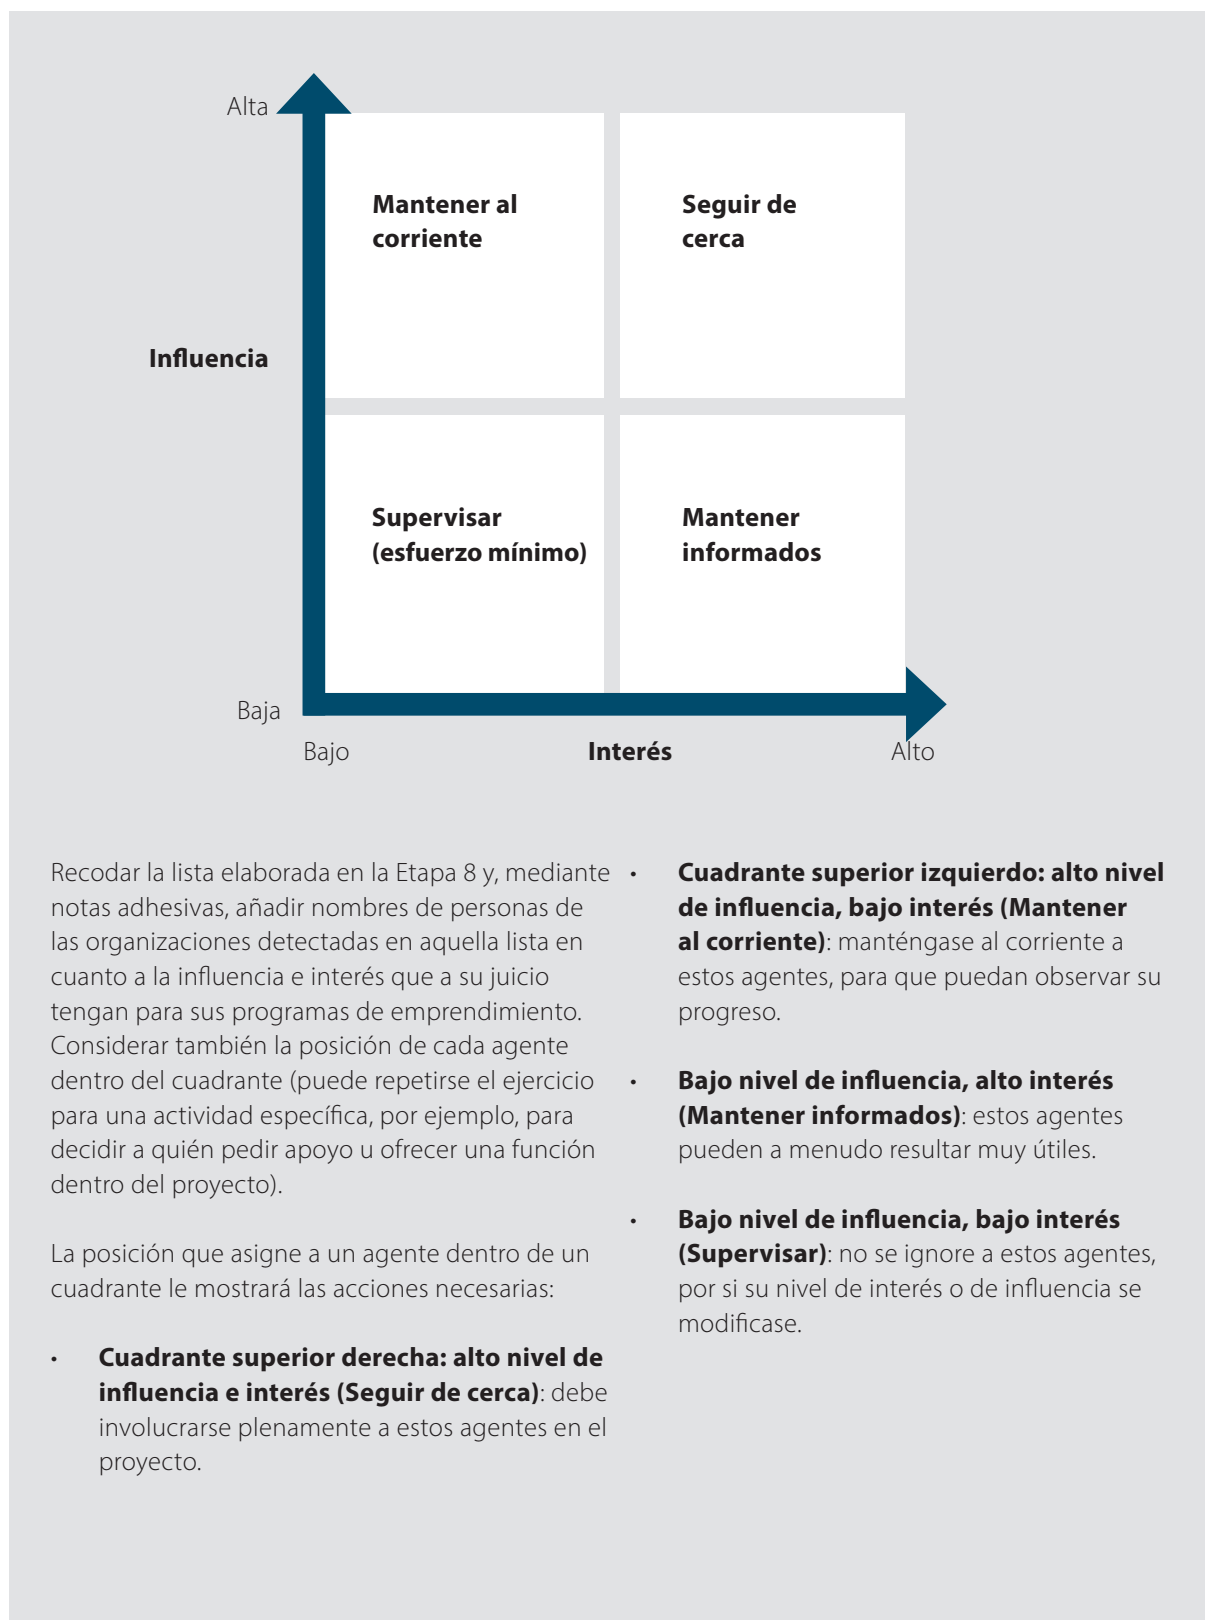 Alta
Mantener al
corriente
Seguir de
cerca
Influencia
Supervisar
(esfuerzo mínimo)
Mantener
informados
Baja
Bajo
Interés
Alto
Recodar la lista elaborada en la Etapa 8 y, mediante
notas adhesivas, añadir nombres de personas de
las organizaciones detectadas en aquella lista en
cuanto a la influencia e interés que a su juicio
tengan para sus programas de emprendimiento.
Considerar también la posición de cada agente
dentro del cuadrante (puede repetirse el ejercicio
para una actividad específica, por ejemplo, para
decidir a quién pedir apoyo u ofrecer una función
dentro del proyecto).
La posición que asigne a un agente dentro de un
cuadrante le mostrará las acciones necesarias:
• Cuadrante superior derecha: alto nivel de
influencia e interés (Seguir de cerca): debe
involucrarse plenamente a estos agentes en el
proyecto.
• Cuadrante superior izquierdo: alto nivel
de influencia, bajo interés (Mantener
al corriente): manténgase al corriente a
estos agentes, para que puedan observar su
progreso.
• Bajo nivel de influencia, alto interés
(Mantener informados): estos agentes
pueden a menudo resultar muy útiles.
• Bajo nivel de influencia, bajo interés
(Supervisar): no se ignore a estos agentes,
por si su nivel de interés o de influencia se
modificase.